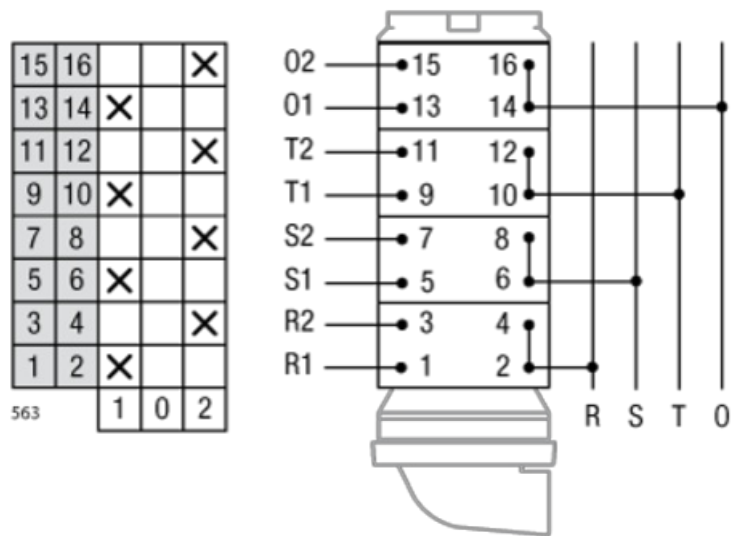 15 16 X
13 14 X
11 12 X
9 10 X
7 8 X
5 6 X
3 4 X
1 2 X
563 1 0 2
O2 15 16
O1 13 14
T2 11 12
T1 9 10
S2 7 8
S1 5 6
R2 3 4
R1 1 2
R S T O